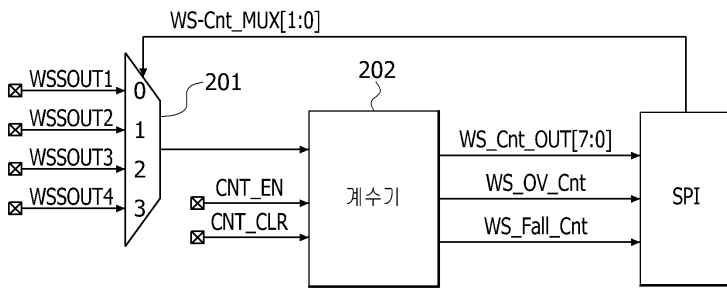 WS-Cnt_MUX[1:0]
201
202
WSSOUT1
0
WSSOUT2
1
WSSOUT3
2
WSSOUT4
3
CNT_EN
CNT_CLR
계수기
WS_Cnt_OUT[7:0]
WS_OV_Cnt
WS_Fall_Cnt
SPI